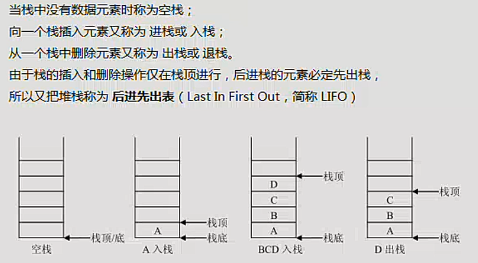 当栈中没有数据元素时称为空栈；
向一个栈插入元素又称为 进栈或 入栈；
从一个栈中删除元素又称为 出栈或 退栈。
由于栈的插入和删除操作仅在栈顶进行，后进栈的元素必定先出栈，
所以又把堆栈称为 后进先出表（Last In First Out，简称 LIFO）
栈顶/底
空栈
A
栈顶
栈底
A 入栈
D
C
B
A
栈顶
栈底
BCD 入栈
C
B
A
栈顶
栈底
D 出栈